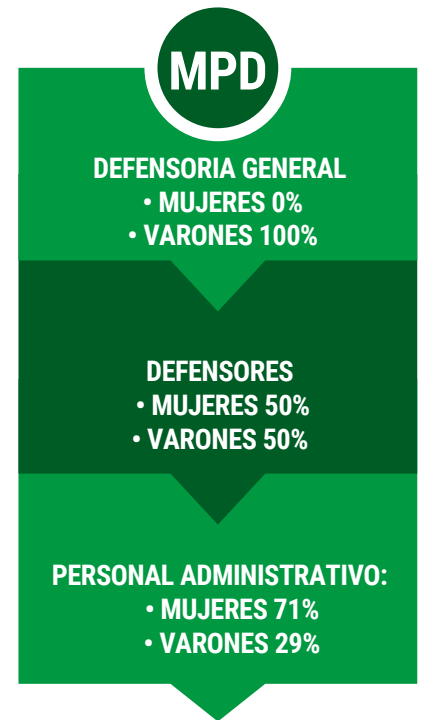 MPD
DEFENSORIA GENERAL
• MUJERES 0%
• VARONES 100%
DEFENSORES
• MUJERES 50%
• VARONES 50%
PERSONAL ADMINISTRATIVO:
• MUJERES 71%
• VARONES 29%